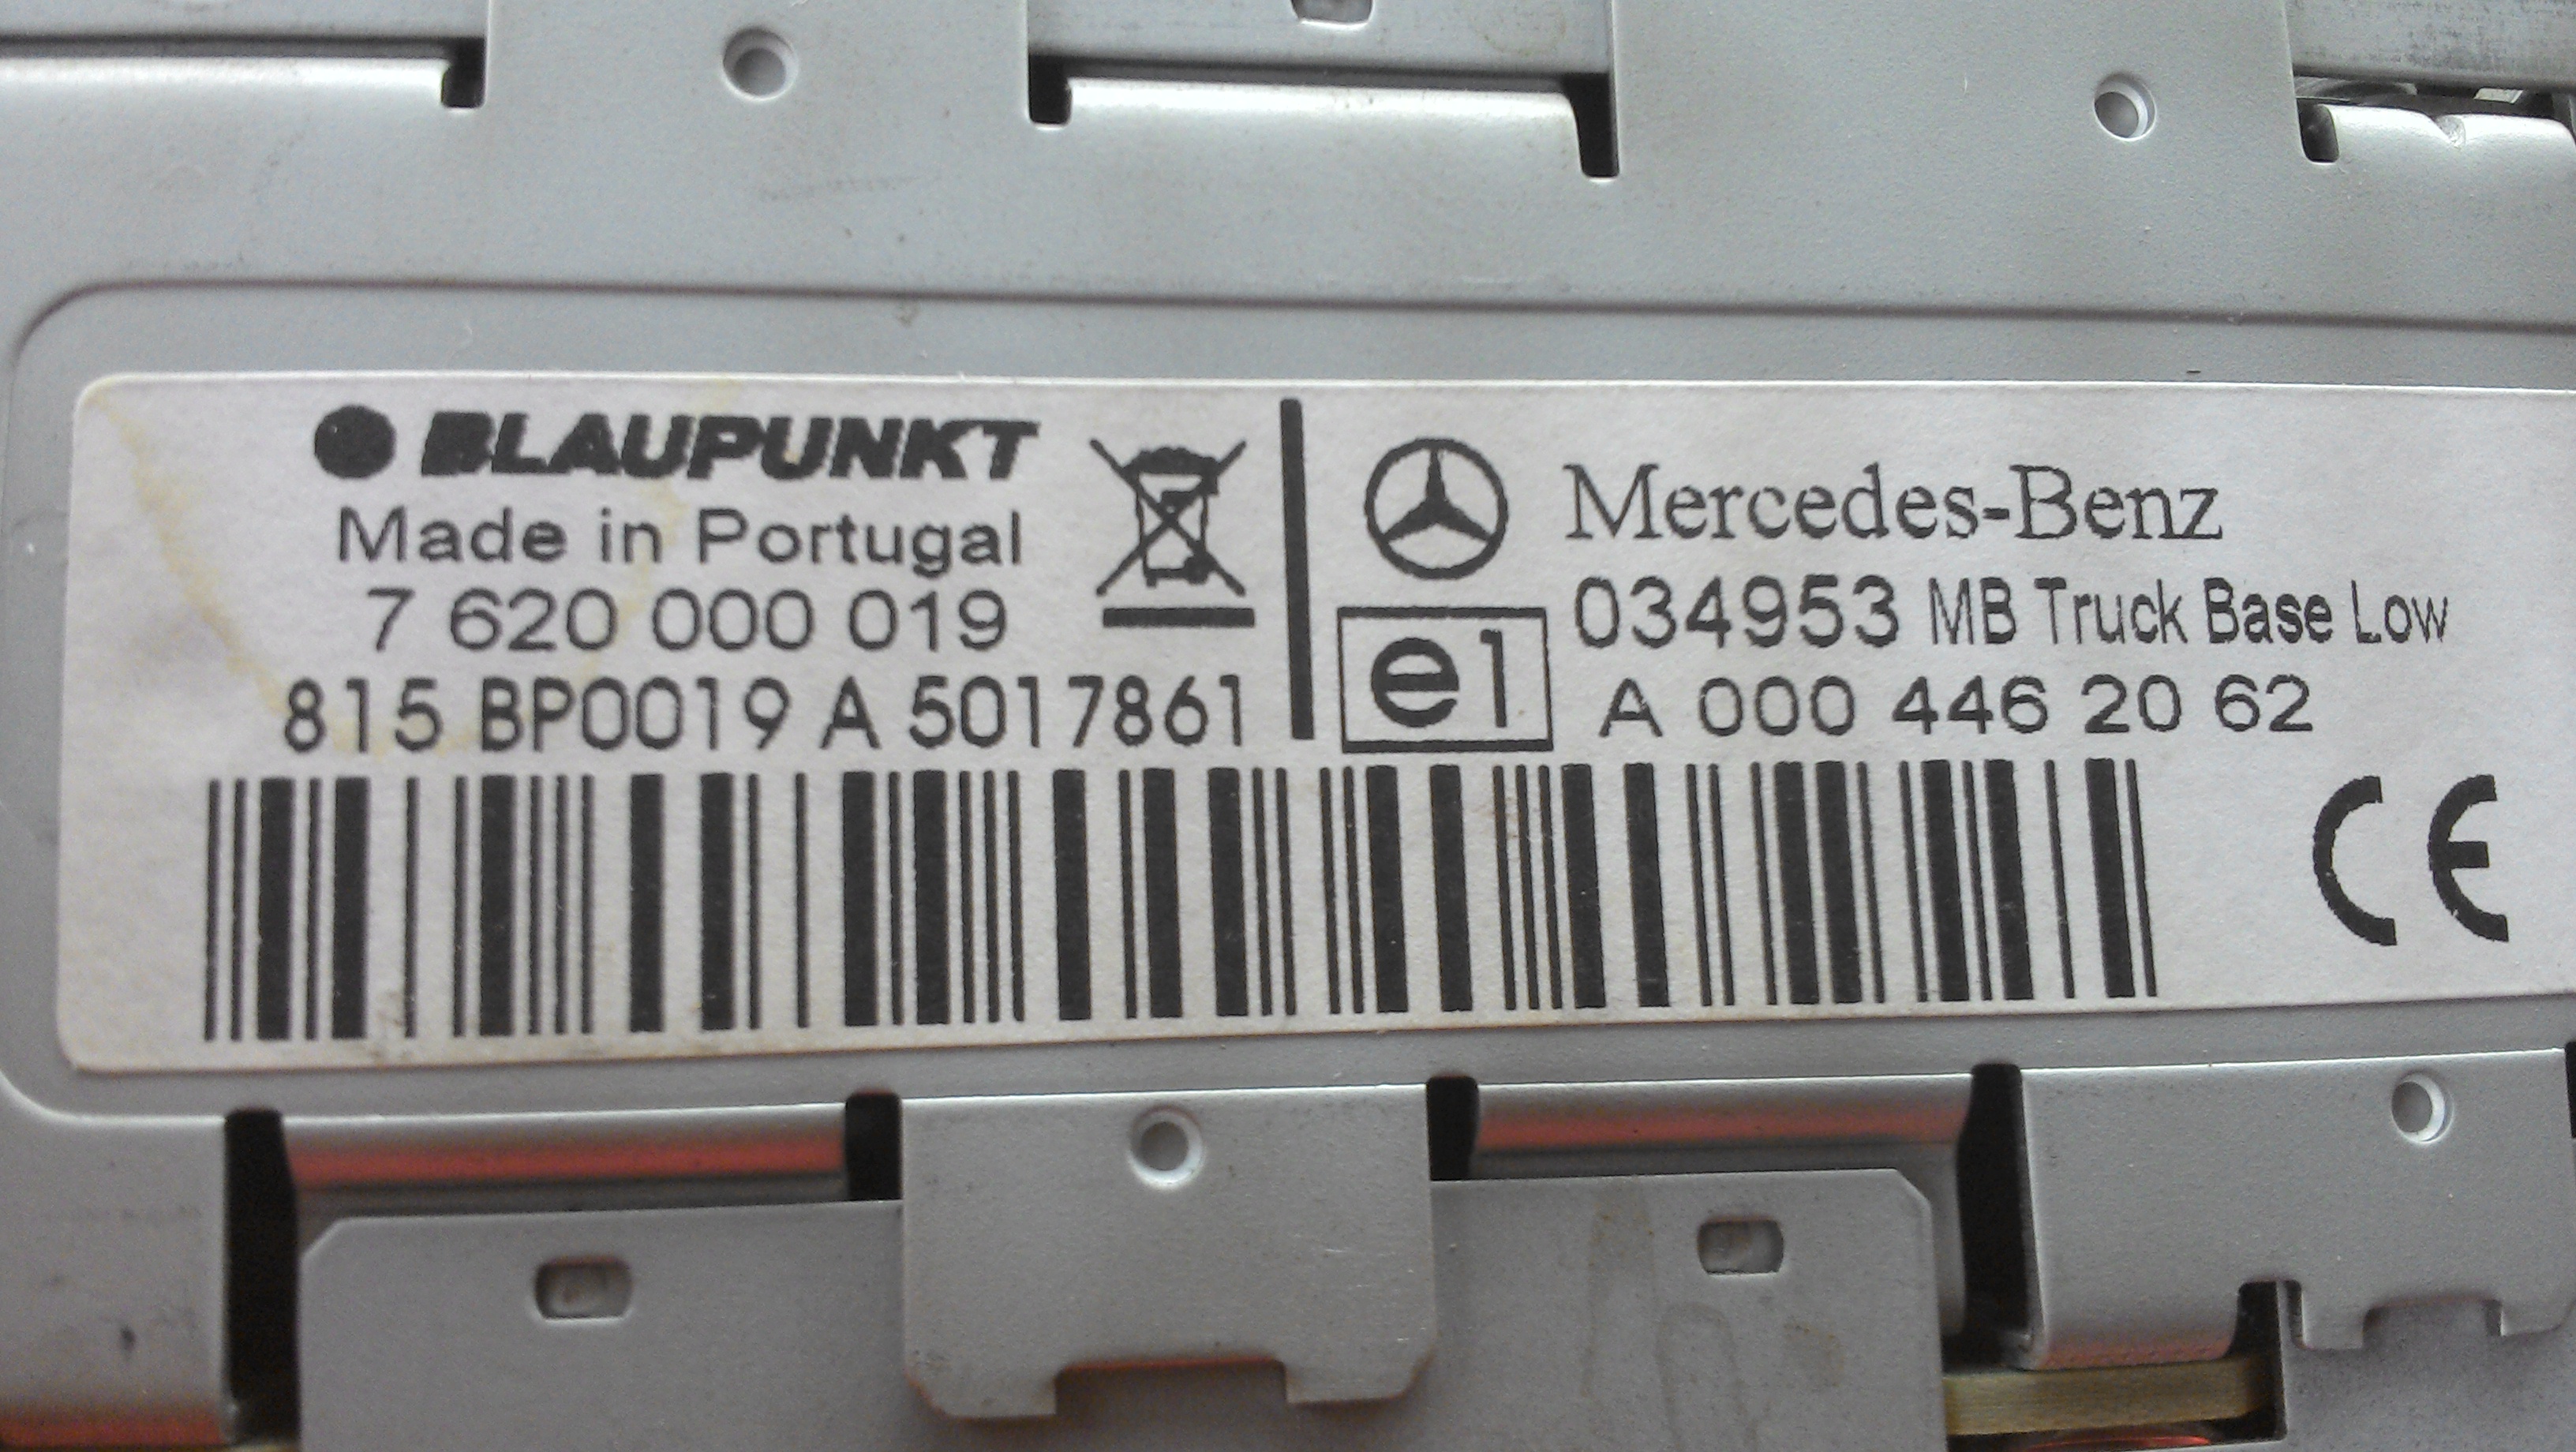 BLAUPUNKT
Made in Portugal
7 620 000 019
815 BP0019 A 5017861
Mercedes-Benz
034953 MB Truck Base Low
e1
A 000 446 20 62
CE